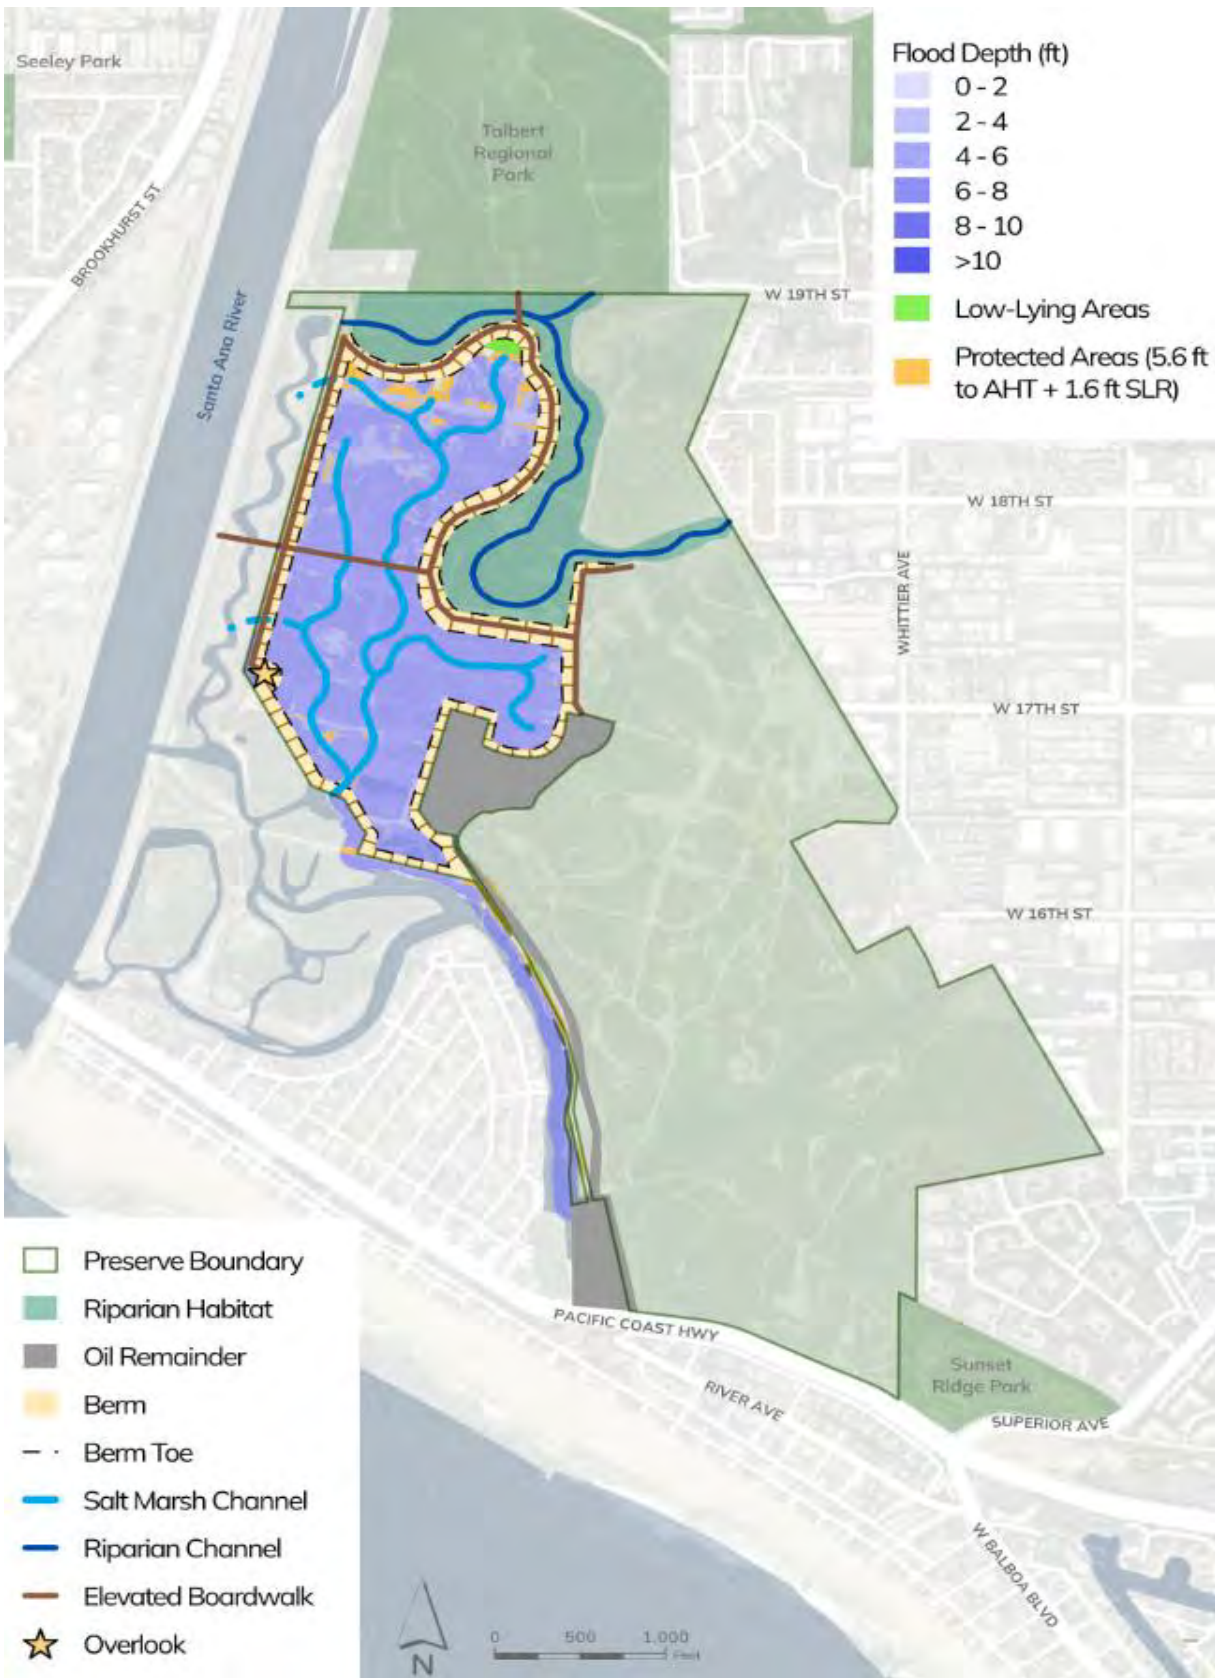 Seeley Park
Talbert
Regional
Park
BROOKHURST ST
Santa Ana River
Flood Depth (ft)
0 - 2
2 - 4
4 - 6
6 - 8
8 - 10
>10
Low-Lying Areas
Protected Areas (5.6 ft
to AHT + 1.6 ft SLR)
W 19TH ST
W 18TH ST
WHITTIER AVE
W 17TH ST
W 16TH ST
Preserve Boundary
Riparian Habitat
Oil Remainder
Berm
Berm Toe
Salt Marsh Channel
Riparian Channel
Elevated Boardwalk
Overlook
PACIFIC COAST HWY
RIVER AVE
Sunset
Ridge Park
SUPERIOR AVE
W BALBOA BLVD
N
0 500 1,000
Feet